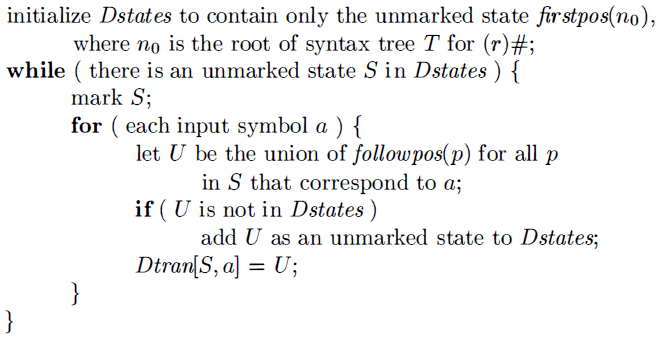 initialize Dstates to contain only the unmarked state firstpos(n₀),
where n₀ is the root of syntax tree T for (r)#;
while ( there is an unmarked state S in Dstates ) {
mark S;
for ( each input symbol a ) {
let U be the union of followpos(p) for all p
in S that correspond to a;
if ( U is not in Dstates )
add U as an unmarked state to Dstates;
Dtran[S, a] = U;
}
}